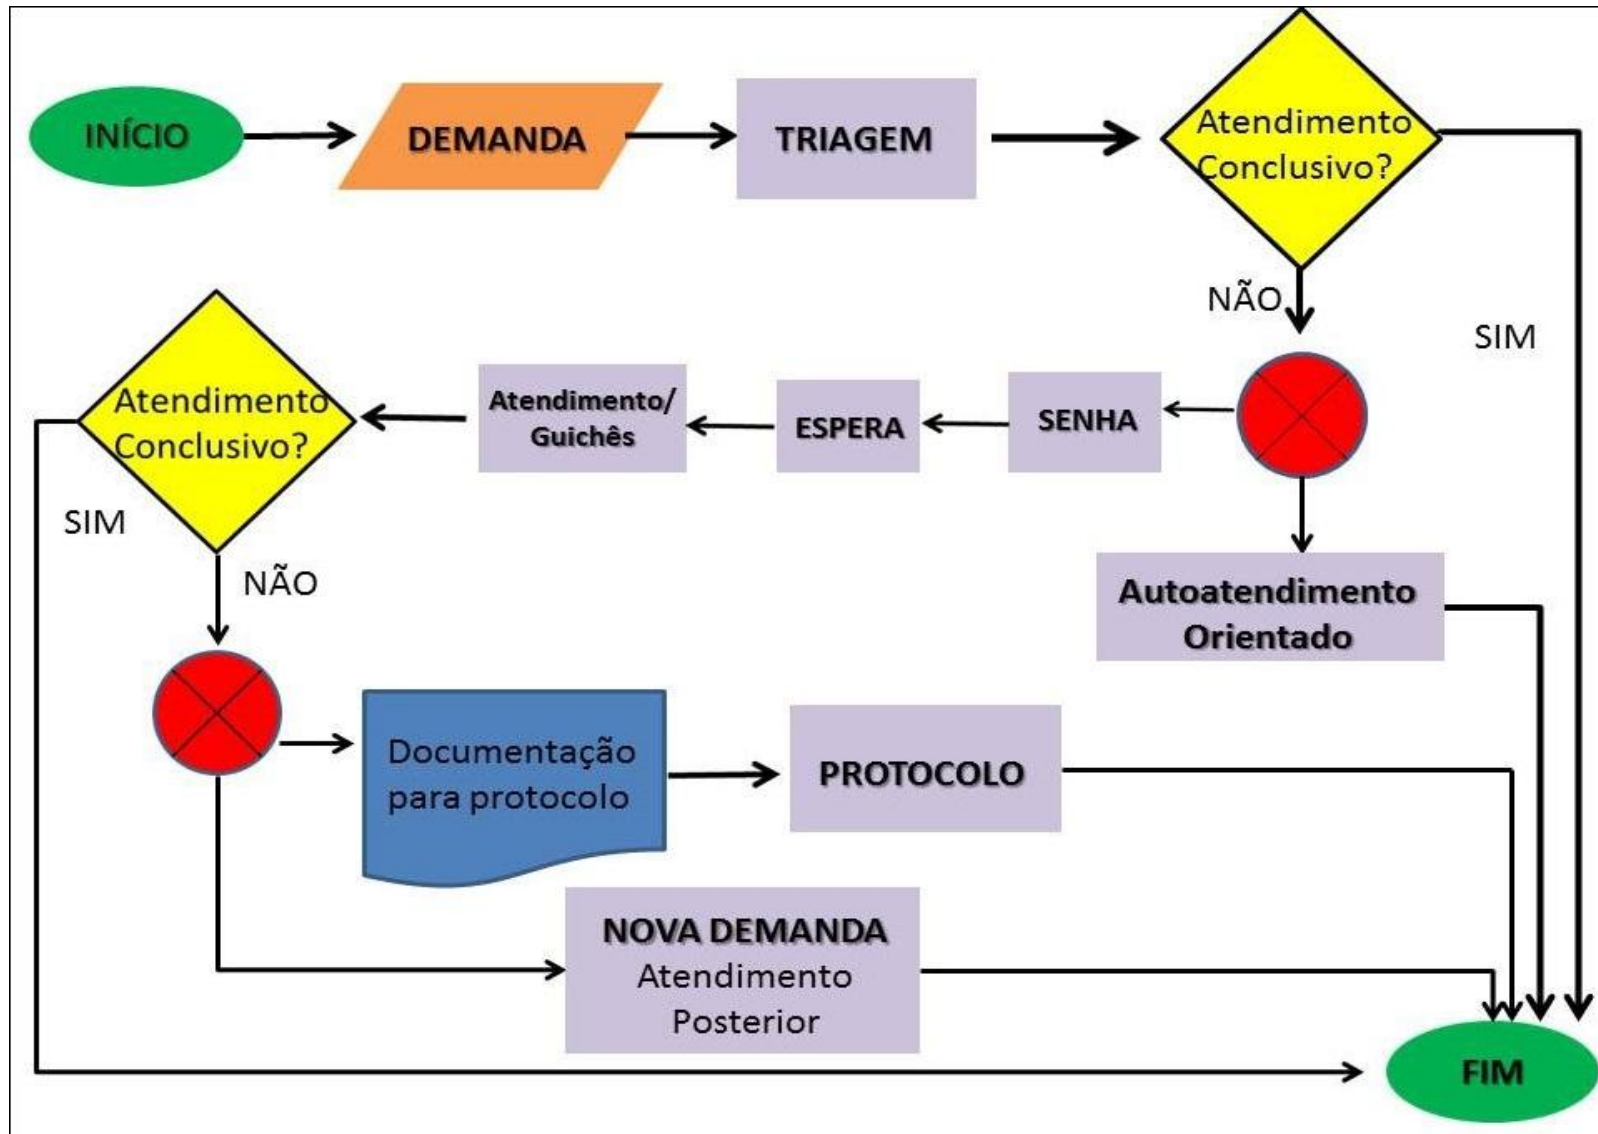 INÍCIO
DEMANDA
TRIAGEM
Atendimento
Conclusivo?
NÃO
SIM
SENHA
ESPERA
Atendimento/
Guichês
Atendimento
Conclusivo?
SIM
NÃO
Autoatendimento
Orientado
Documentação
para protocolo
PROTOCOLO
NOVA DEMANDA
Atendimento
Posterior
FIM